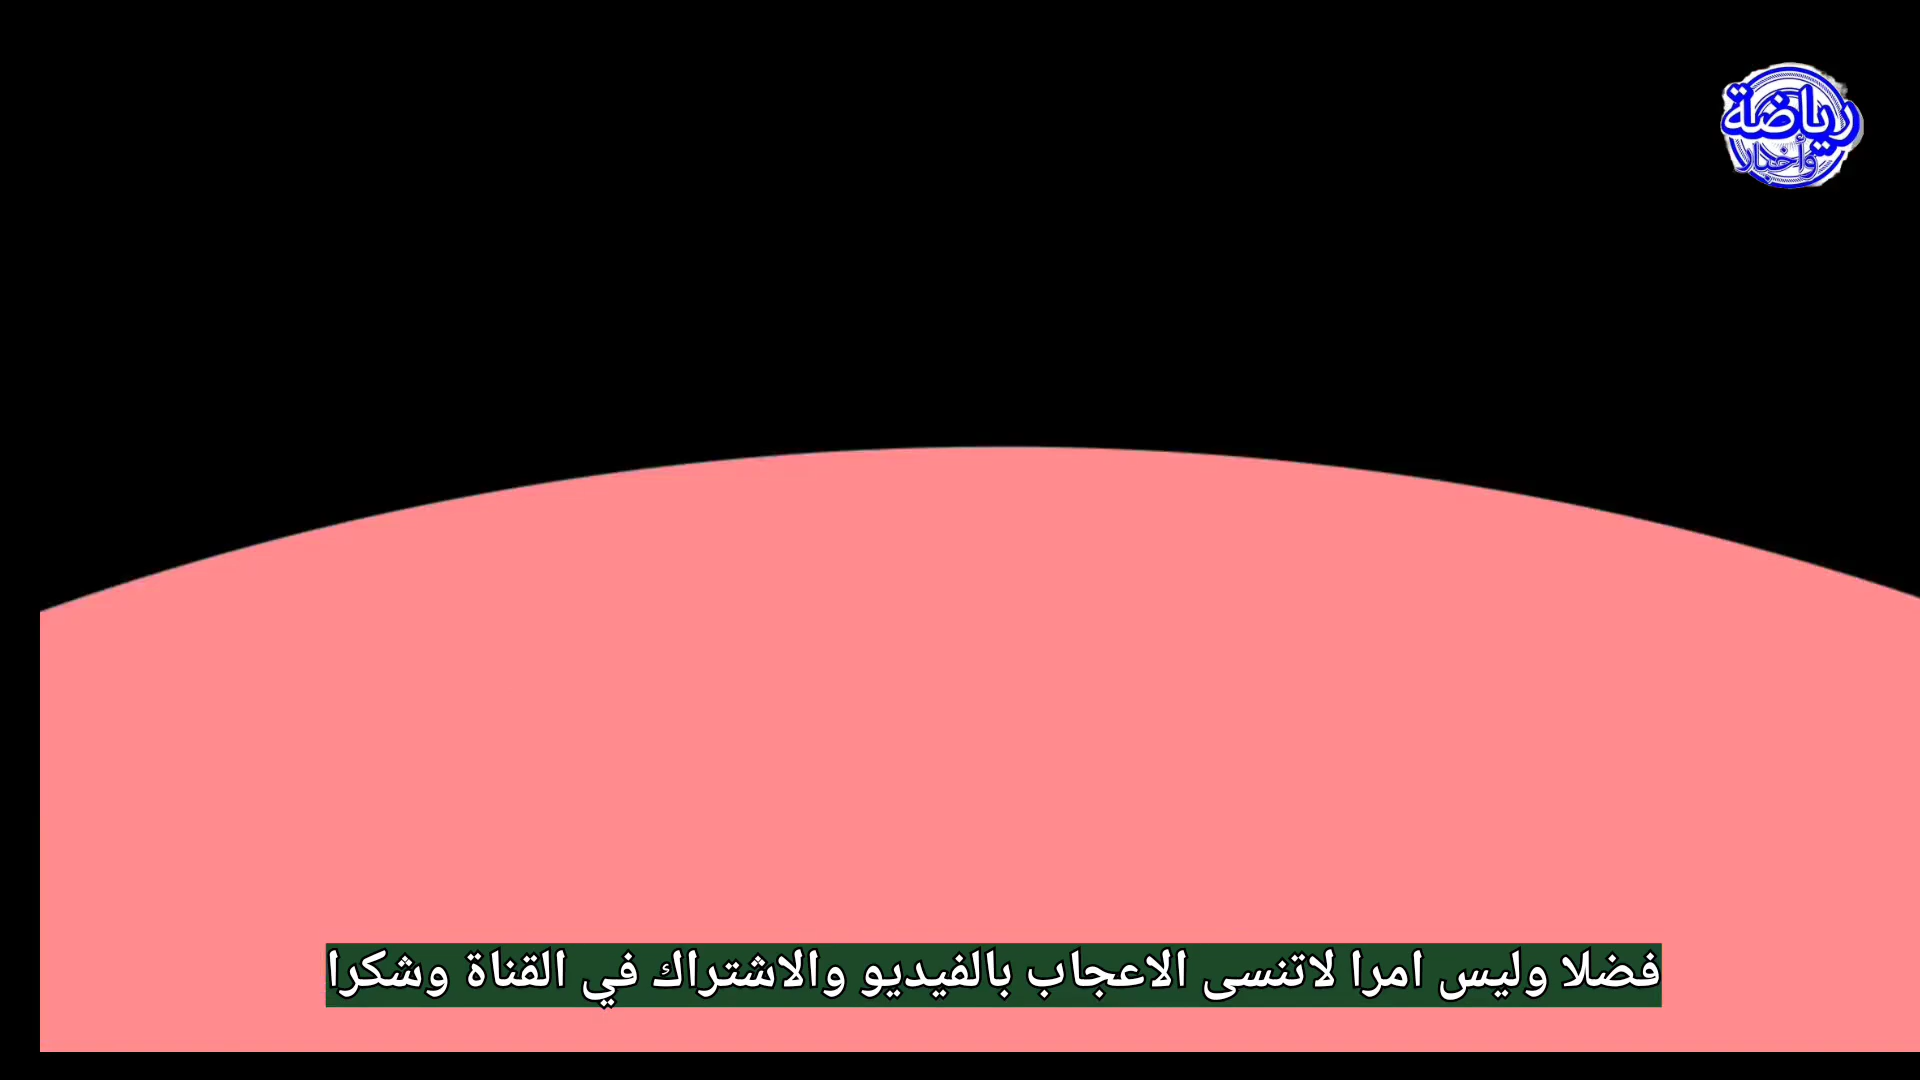 رياضة
وأخبار
فضلا وليس امرا لاتنسى الاعجاب بالفيديو والاشتراك في القناة وشكرا